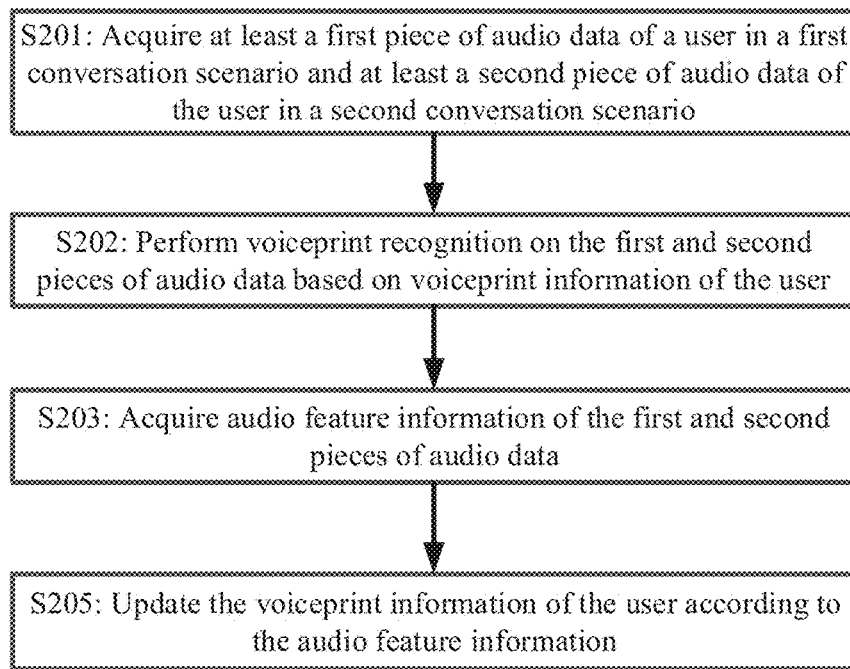 S201: Acquire at least a first piece of audio data of a user in a first
conversation scenario and at least a second piece of audio data of
the user in a second conversation scenario
S202: Perform voiceprint recognition on the first and second
pieces of audio data based on voiceprint information of the user
S203: Acquire audio feature information of the first and second
pieces of audio data
S205: Update the voiceprint information of the user according to
the audio feature information